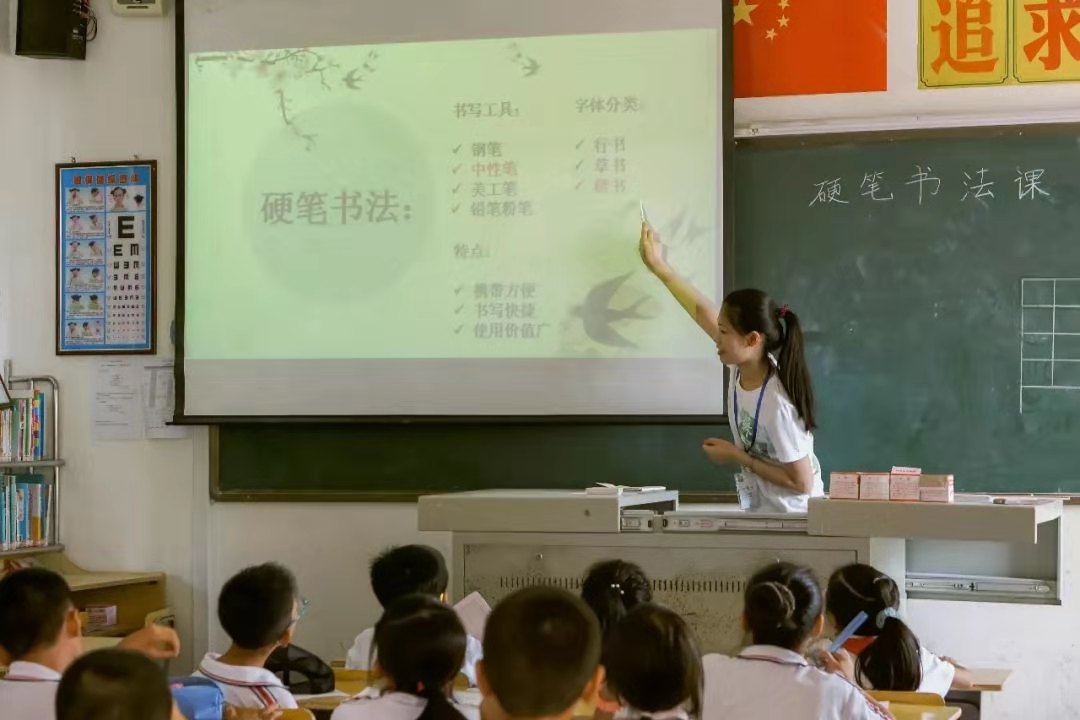 追求
硬笔书法课
硬笔书法：
书写工具：
✓ 钢笔
✓ 中性笔
✓ 美工笔
✓ 铅笔粉笔
特点：
✓ 携带方便
✓ 书写快捷
✓ 使用价值广
字体分类：
✓ 行书
✓ 草书
✓ 楷书
E
E M